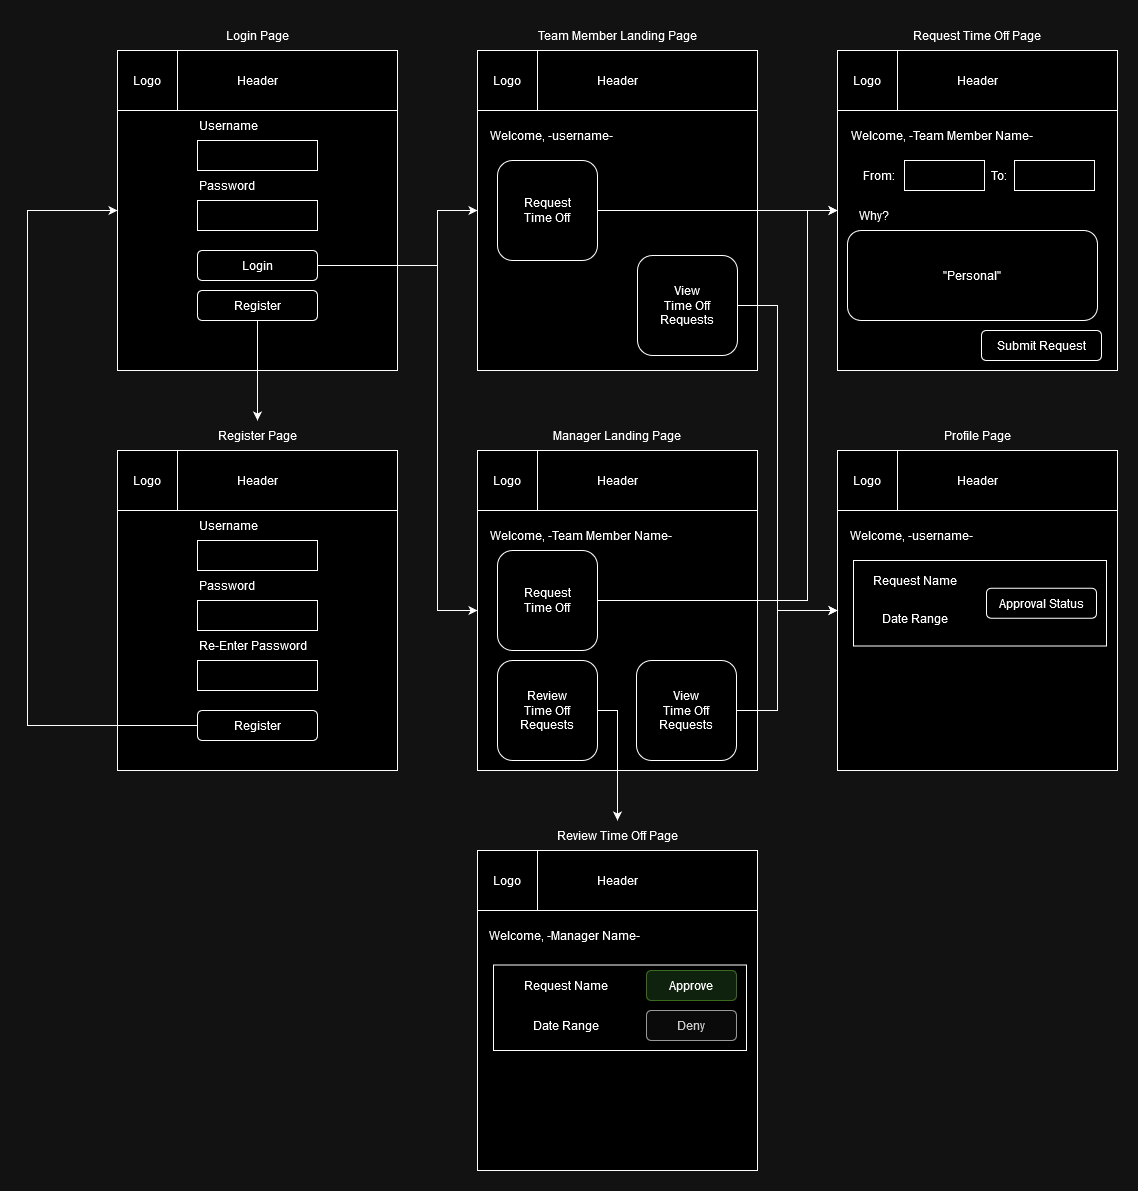 Login Page
Logo
Header
Username
Password
Login
Register
Team Member Landing Page
Logo
Header
Welcome, -username-
Request
Time Off
View
Time Off
Requests
Request Time Off Page
Logo
Header
Welcome, -Team Member Name-
From:
To:
Why?
"Personal"
Submit Request
Register Page
Logo
Header
Username
Password
Re-Enter Password
Register
Manager Landing Page
Logo
Header
Welcome, -Team Member Name-
Request
Time Off
Review
Time Off
Requests
View
Time Off
Requests
Profile Page
Logo
Header
Welcome, -username-
Request Name
Approval Status
Date Range
Review Time Off Page
Logo
Header
Welcome, -Manager Name-
Request Name
Approve
Date Range
Deny